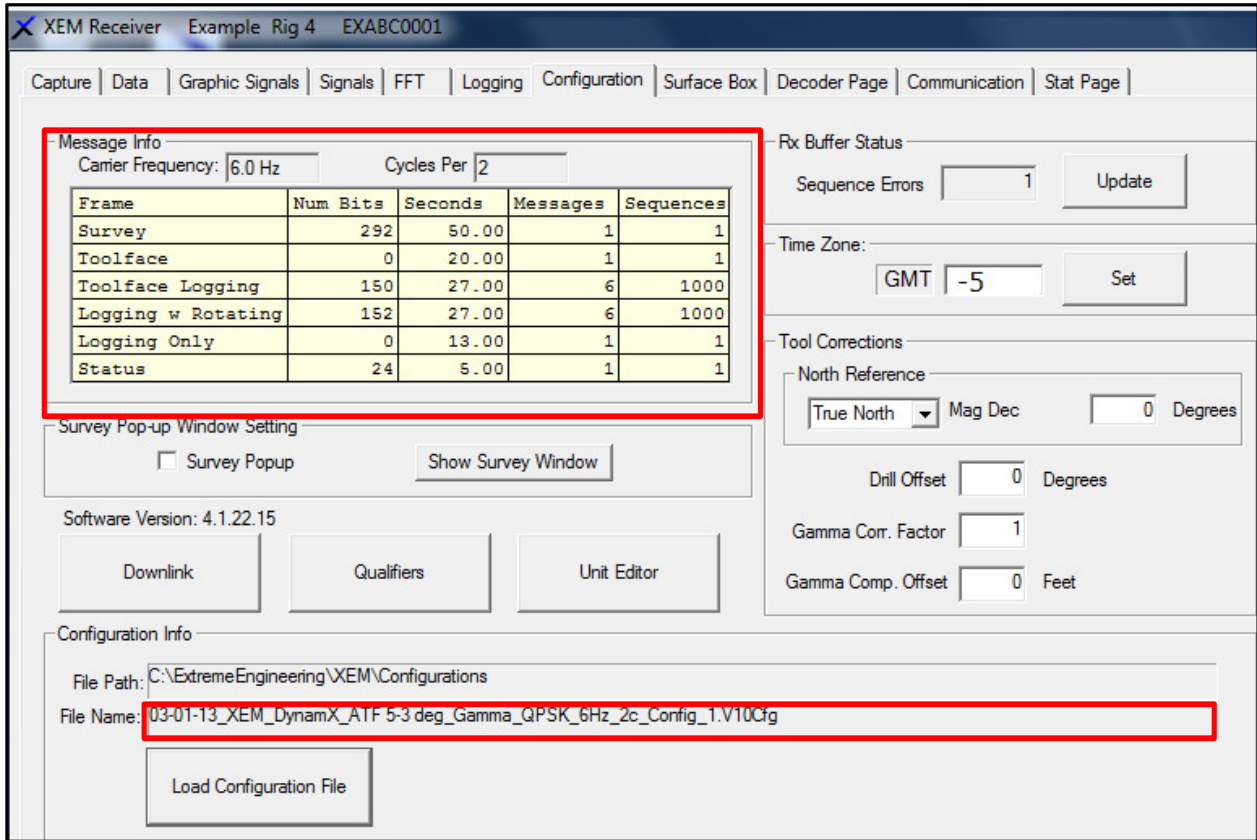 XEM Receiver Example Rig 4 EXABC0001
Capture Data Graphic Signals Signals FFT Logging Configuration Surface Box Decoder Page Communication Stat Page
Message Info
Carrier Frequency: 6.0 Hz Cycles Per 2
Frame Num Bits Seconds Messages Sequences
Survey 292 50.00 1 1
Toolface 0 20.00 1 1
Toolface Logging 150 27.00 6 1000
Logging w Rotating 152 27.00 6 1000
Logging Only 0 13.00 1 1
Status 24 5.00 1 1
Rx Buffer Status
Sequence Errors 1 Update
Time Zone:
GMT -5 Set
Tool Corrections
North Reference
True North Mag Dec 0 Degrees
Drill Offset 0 Degrees
Gamma Corr. Factor 1
Gamma Comp. Offset 0 Feet
Survey Pop-up Window Setting
Survey Popup Show Survey Window
Software Version: 4.1.22.15
Downlink Qualifiers Unit Editor
Configuration Info
File Path: C:\ExtremeEngineering\XEM\Configurations
File Name: 03-01-13_XEM_DynamX_ATF 5-3 deg_Gamma_QPSK_6Hz_2c_Config_1.V10Cfg
Load Configuration File